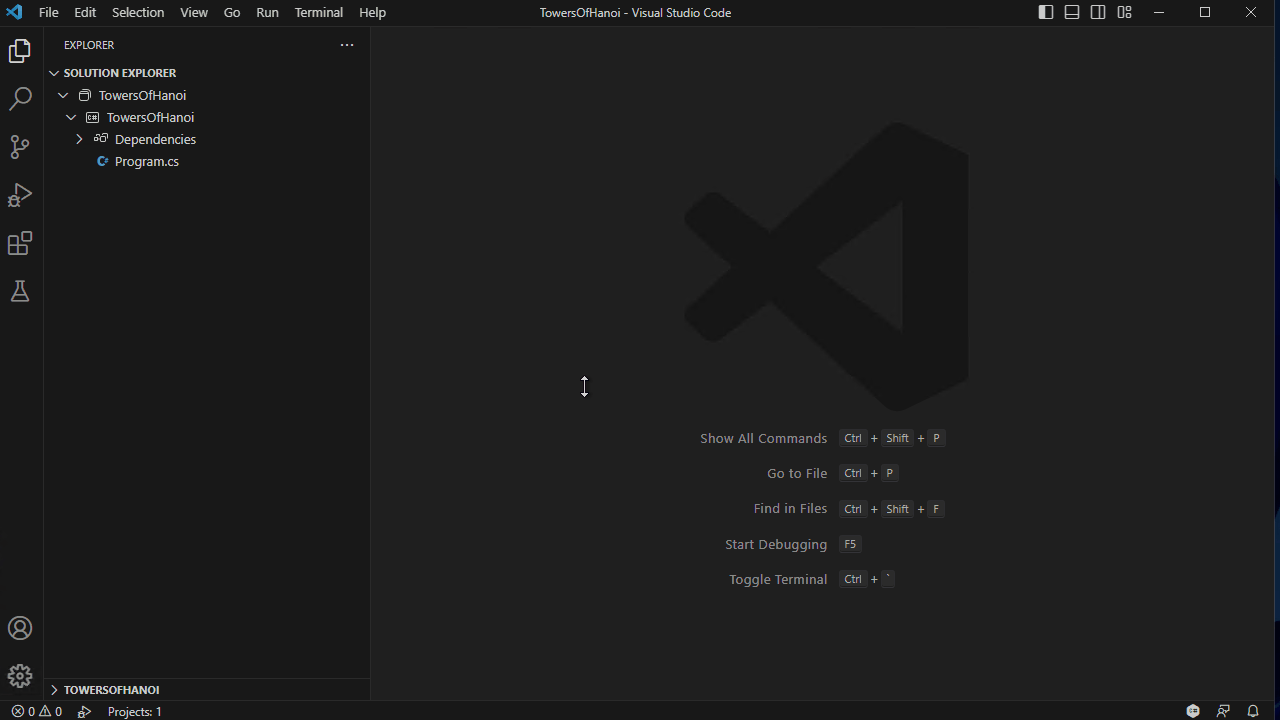 File Edit Selection View Go Run Terminal Help TowersOfHanoi - Visual Studio Code
EXPLORER
SOLUTION EXPLORER
TowersOfHanoi
TowersOfHanoi
Dependencies
C# Program.cs
Show All Commands Ctrl + Shift + P
Go to File Ctrl + P
Find in Files Ctrl + Shift + F
Start Debugging F5
Toggle Terminal Ctrl + `
TOWERSOFHANOI
0 0 Projects: 1